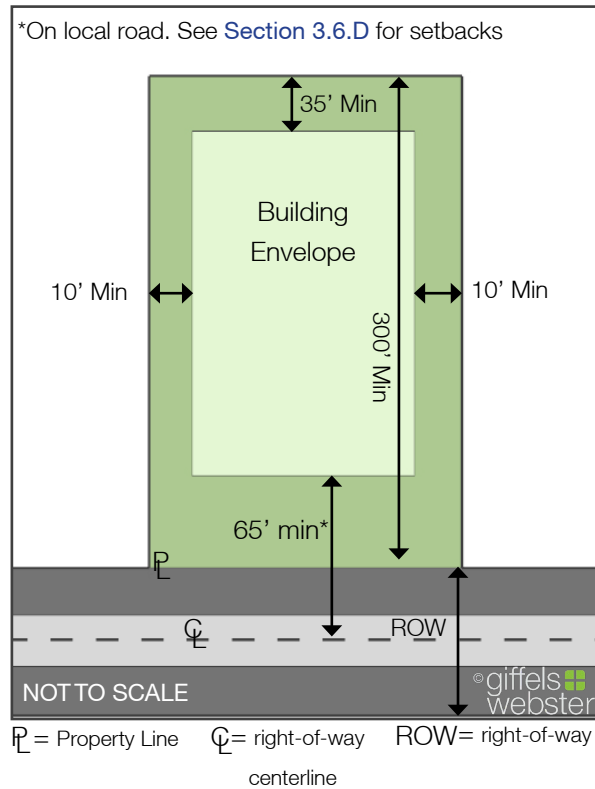 *On local road. See Section 3.6.D for setbacks
35' Min
Building
Envelope
10' Min
10' Min
300' Min
65' min*
PL
CL
ROW
NOT TO SCALE
©giffels
webster
PL = Property Line CL= right-of-way ROW= right-of-way
centerline